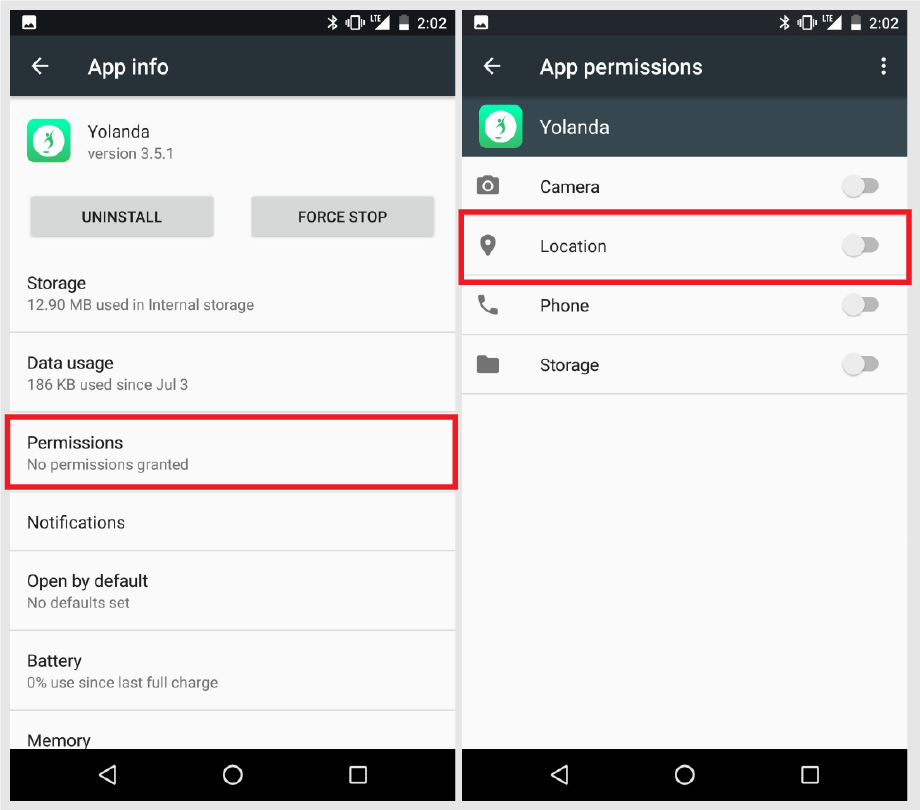 LTE 2:02
App info
Yolanda
version 3.5.1
UNINSTALL FORCE STOP
Storage
12.90 MB used in Internal storage
Data usage
186 KB used since Jul 3
Permissions
No permissions granted
Notifications
Open by default
No defaults set
Battery
0% use since last full charge
Memory
LTE 2:02
App permissions
Yolanda
Camera
Location
Phone
Storage